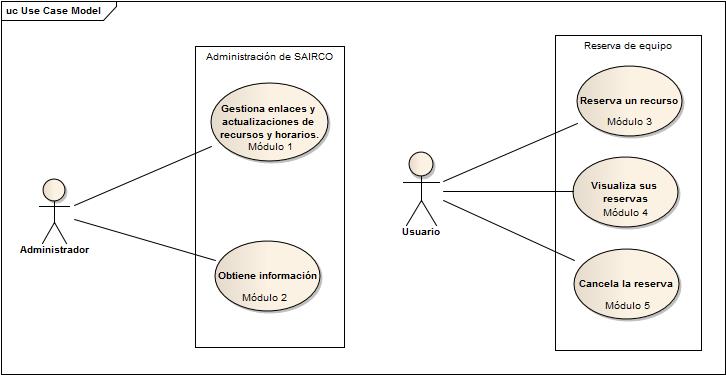 uc Use Case Model
Administración de SAIRCO
Gestiona enlaces y
actualizaciones de
recursos y horarios.
Módulo 1
Administrador
Obtiene información
Módulo 2
Reserva de equipo
Reserva un recurso
Módulo 3
Usuario
Visualiza sus
reservas
Módulo 4
Cancela la reserva
Módulo 5